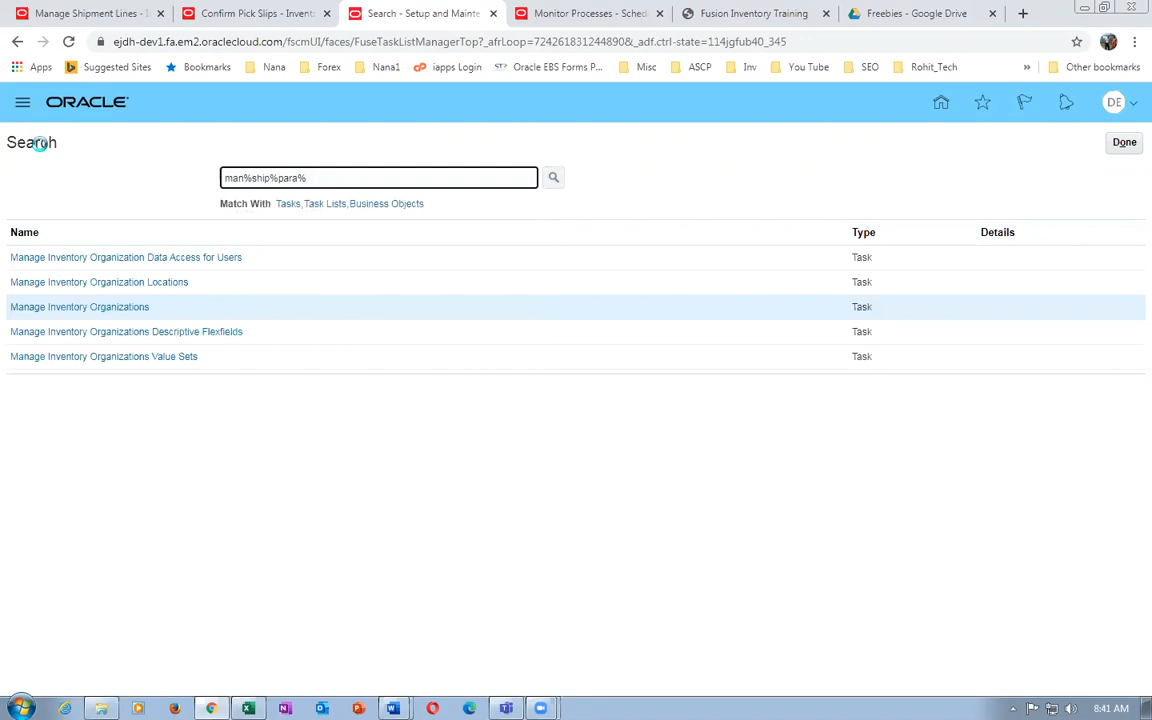 Manage Shipment Lines - I
Confirm Pick Slips - Invent
Search - Setup and Mainte
Monitor Processes - Sched
Fusion Inventory Training
Freebies - Google Drive
ejdh-dev1.fa.em2.oraclecloud.com/fscmUI/faces/FuseTaskListManagerTop?_afrLoop=724261831244890&_adf.ctrl-state=114jgfub40_345
Apps Suggested Sites Bookmarks Nana Forex Nana1 iapps Login Oracle EBS Forms P... Misc ASCP Inv You Tube SEO Rohit_Tech » Other bookmarks
ORACLE DE
Search
Done
man%ship%para%
Match With Tasks, Task Lists, Business Objects
Name Type Details
Manage Inventory Organization Data Access for Users Task
Manage Inventory Organization Locations Task
Manage Inventory Organizations Task
Manage Inventory Organizations Descriptive Flexfields Task
Manage Inventory Organizations Value Sets Task
8:41 AM